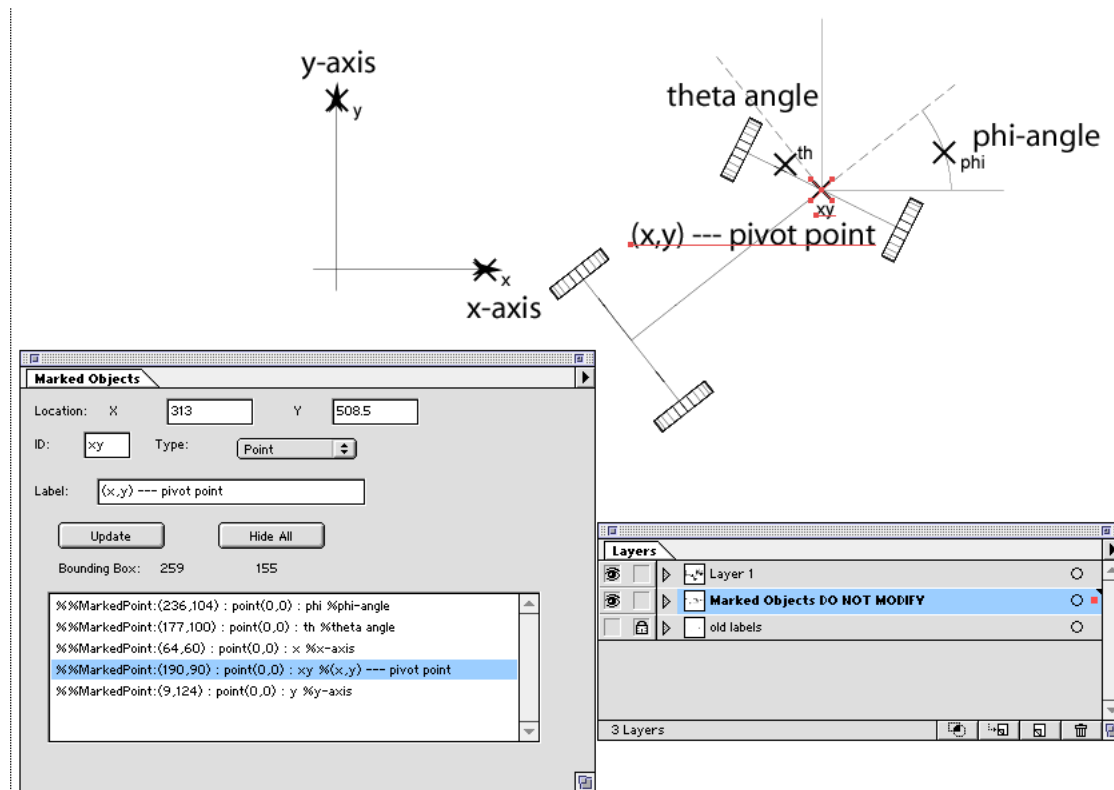 y-axis
y
theta angle
th
phi-angle
phi
xy
(x,y) --- pivot point
x
x-axis
Marked Objects
Location: X 313 Y 508.5
ID: xy Type: Point
Label: (x,y) --- pivot point
Update Hide All
Bounding Box: 259 155
%%MarkedPoint:(236,104) : point(0,0) : phi %phi-angle
%%MarkedPoint:(177,100) : point(0,0) : th %theta angle
%%MarkedPoint:(64,60) : point(0,0) : x %x-axis
%%MarkedPoint:(190,90) : point(0,0) : xy %(x,y) --- pivot point
%%MarkedPoint:(9,124) : point(0,0) : y %y-axis
Layers
Layer 1
Marked Objects DO NOT MODIFY
old labels
3 Layers